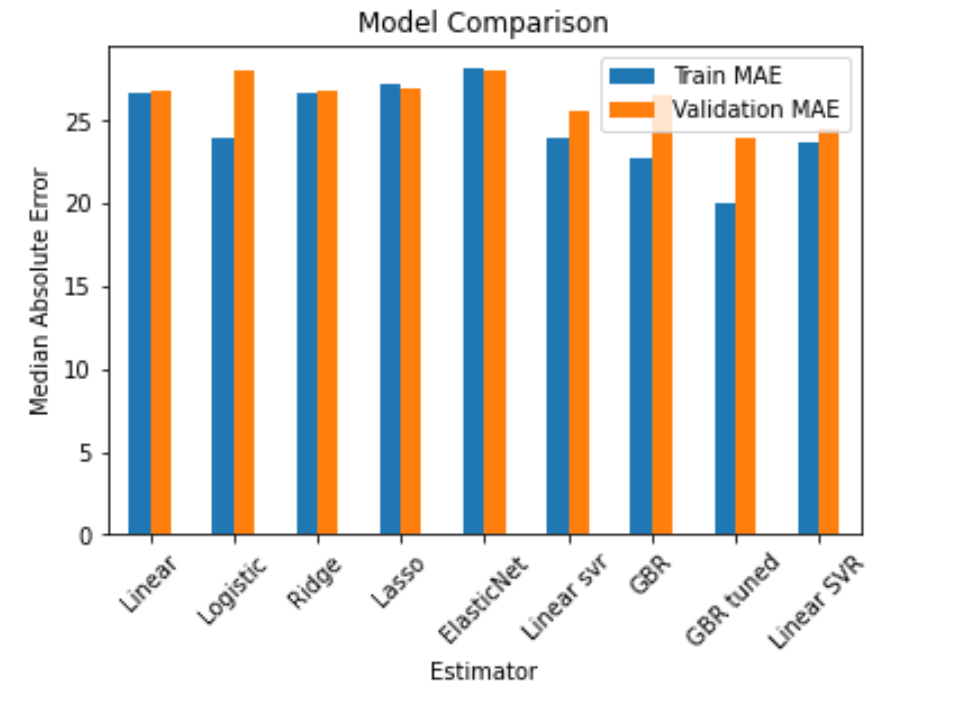 Model Comparison
Train MAE
Validation MAE
Median Absolute Error
25
20
15
10
5
0
Linear
Logistic
Ridge
Lasso
ElasticNet
Linear svr
GBR
GBR tuned
Linear SVR
Estimator